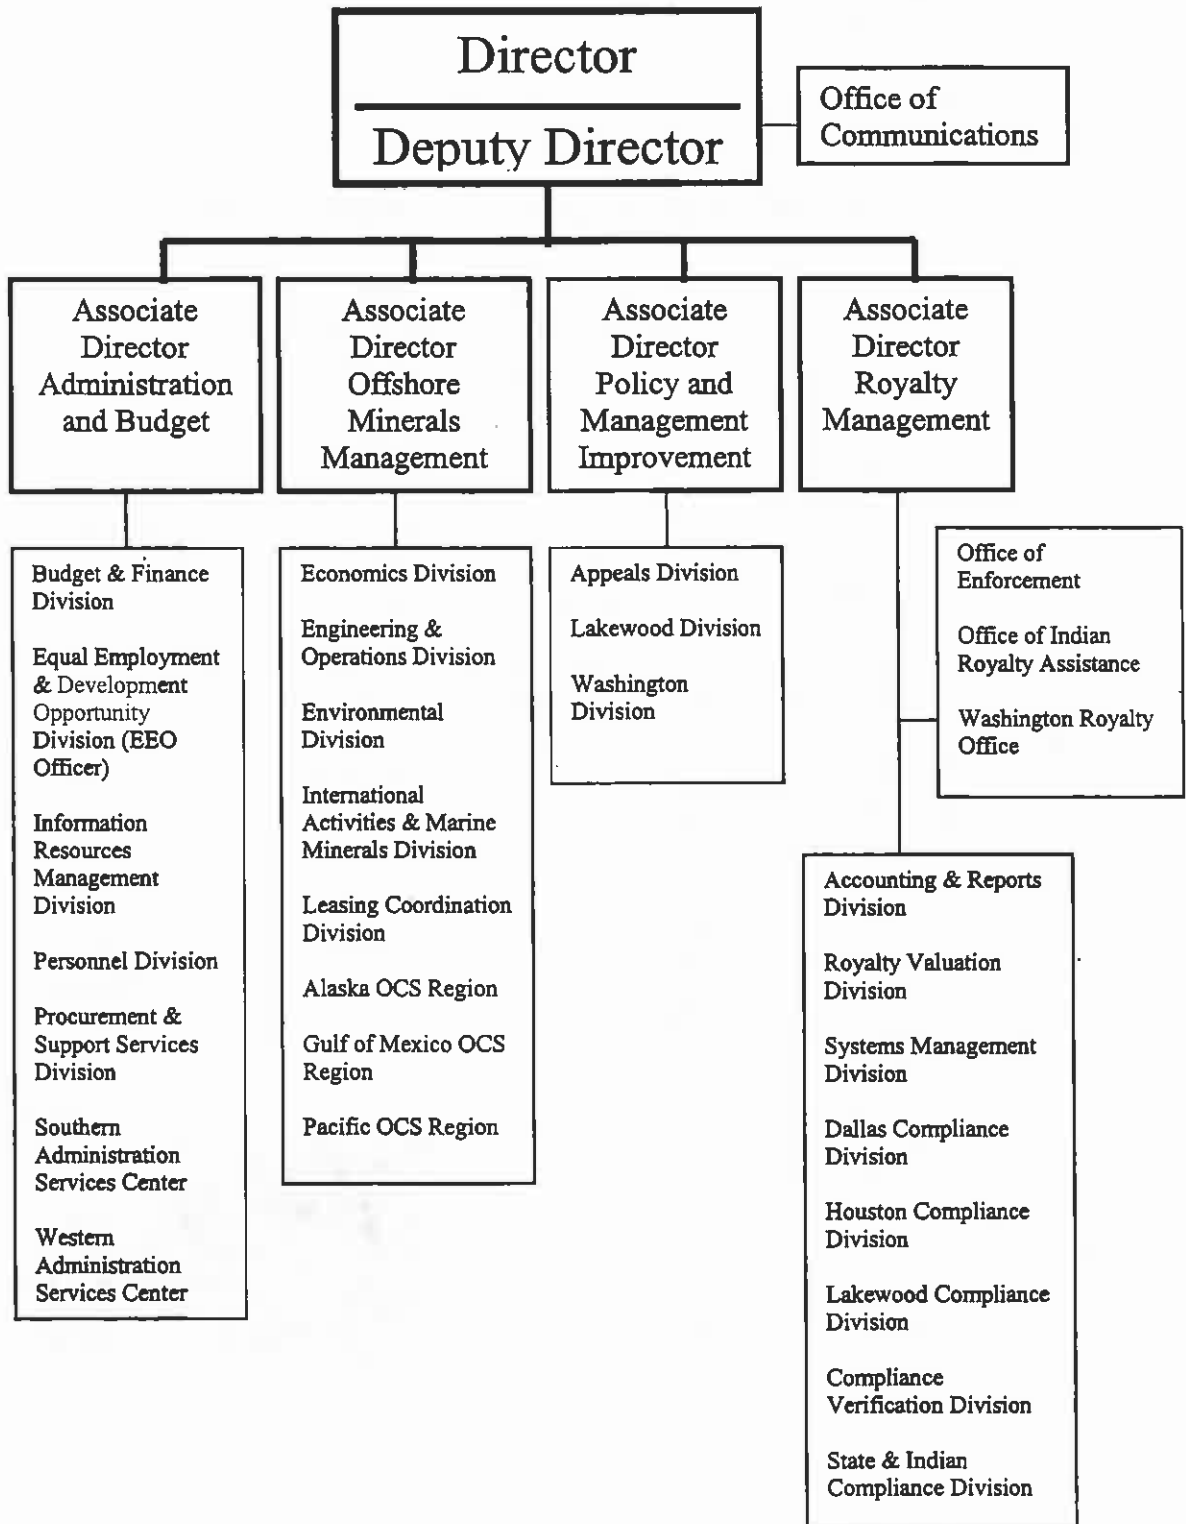 Director
Deputy Director
Office of
Communications
Associate
Director
Administration
and Budget
Associate
Director
Offshore
Minerals
Management
Associate
Director
Policy and
Management
Improvement
Associate
Director
Royalty
Management
Budget & Finance
Division
Equal Employment
& Development
Opportunity
Division (EEO
Officer)
Information
Resources
Management
Division
Personnel Division
Procurement &
Support Services
Division
Southern
Administration
Services Center
Western
Administration
Services Center
Economics Division
Engineering &
Operations Division
Environmental
Division
International
Activities & Marine
Minerals Division
Leasing Coordination
Division
Alaska OCS Region
Gulf of Mexico OCS
Region
Pacific OCS Region
Appeals Division
Lakewood Division
Washington
Division
Office of
Enforcement
Office of Indian
Royalty Assistance
Washington Royalty
Office
Accounting & Reports
Division
Royalty Valuation
Division
Systems Management
Division
Dallas Compliance
Division
Houston Compliance
Division
Lakewood Compliance
Division
Compliance
Verification Division
State & Indian
Compliance Division